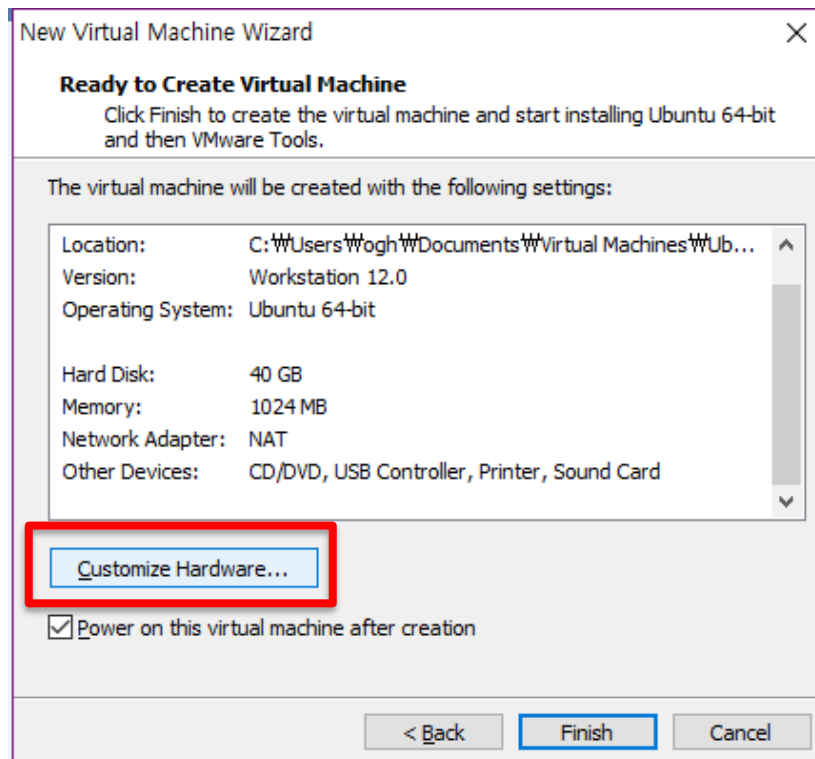 New Virtual Machine Wizard
Ready to Create Virtual Machine
Click Finish to create the virtual machine and start installing Ubuntu 64-bit
and then VMware Tools.
The virtual machine will be created with the following settings:
Location: C:₩Users₩ogh₩Documents₩Virtual Machines₩Ub...
Version: Workstation 12.0
Operating System: Ubuntu 64-bit
Hard Disk: 40 GB
Memory: 1024 MB
Network Adapter: NAT
Other Devices: CD/DVD, USB Controller, Printer, Sound Card
Customize Hardware...
Power on this virtual machine after creation
< Back Finish Cancel